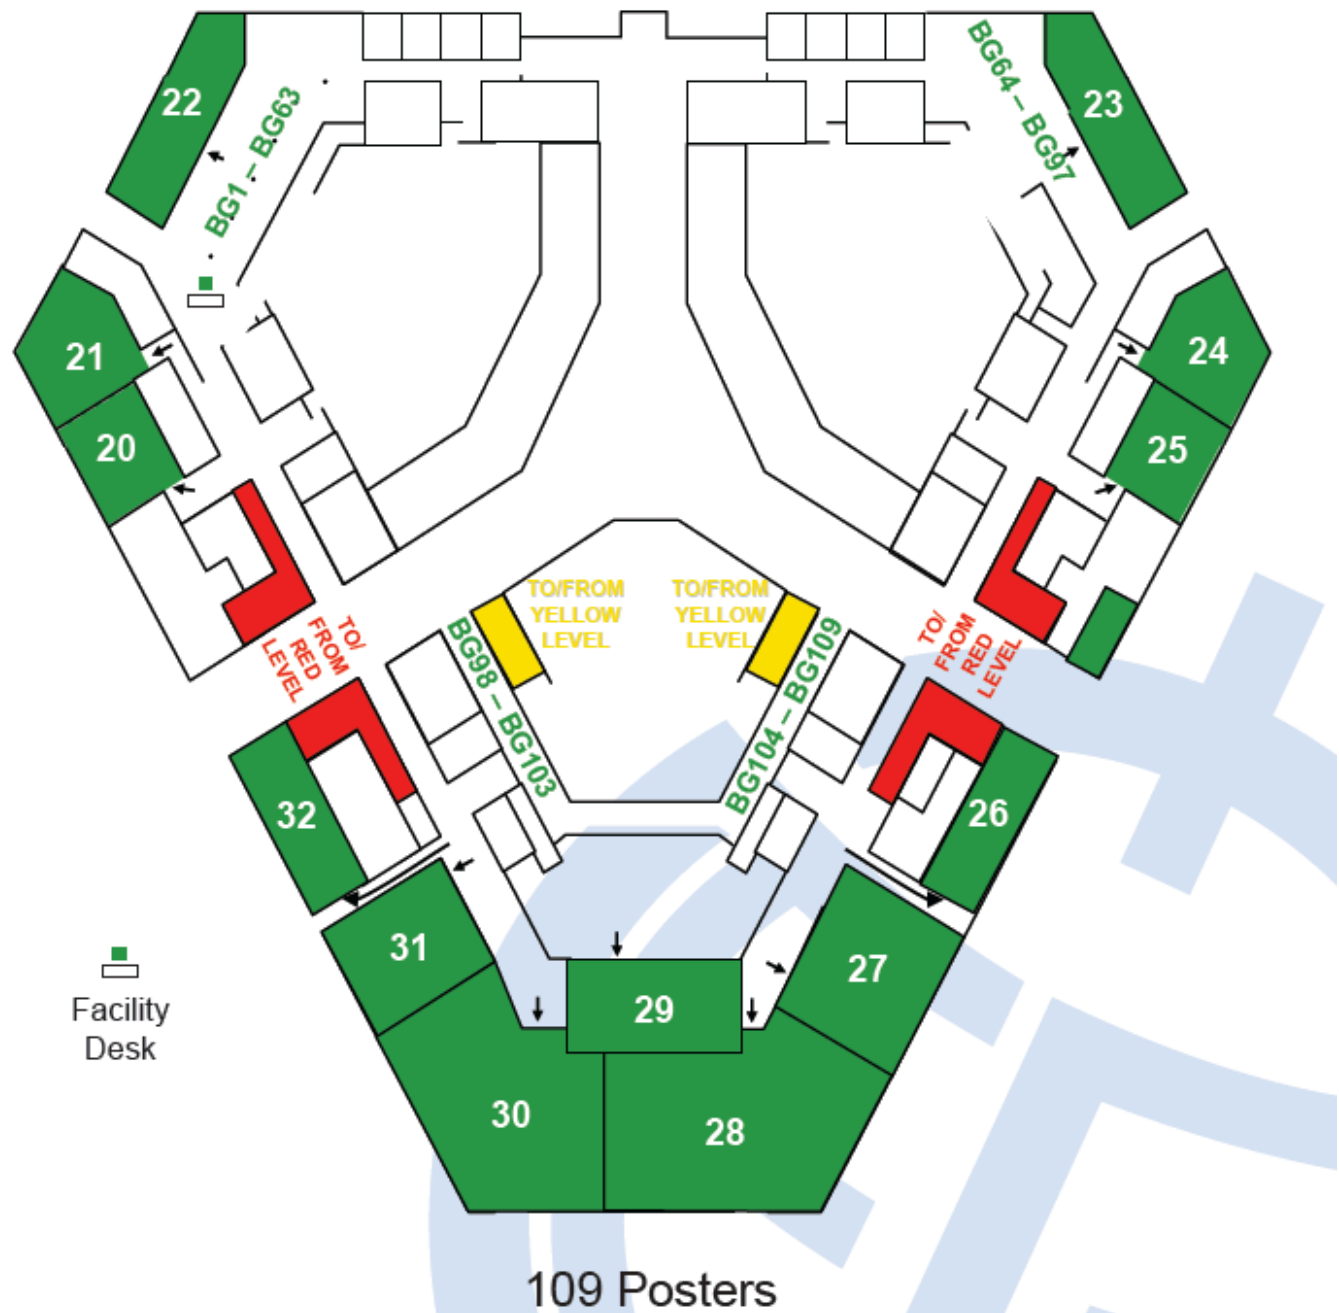 22
BG1 – BG63
BG64 – BG97
23
21
20
24
25
TO/FROM
YELLOW
LEVEL
TO/FROM
YELLOW
LEVEL
TO/
FROM
RED
LEVEL
TO/
FROM
RED
LEVEL
BG98 – BG103
BG104 – BG109
32
26
31
27
29
30
28
Facility
Desk
109 Posters